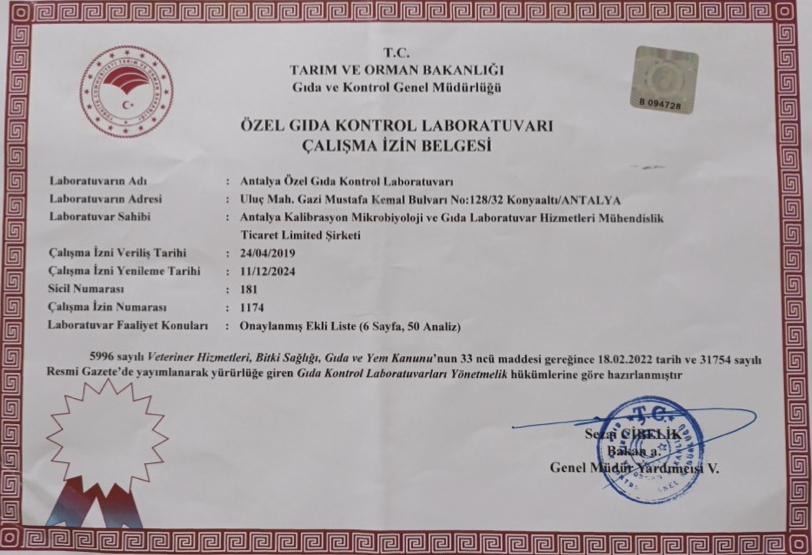 T.C.
TARIM VE ORMAN BAKANLIĞI
Gıda ve Kontrol Genel Müdürlüğü
B 094728
ÖZEL GIDA KONTROL LABORATUVARI
ÇALIŞMA İZİN BELGESİ
Laboratuvarın Adı : Antalya Özel Gıda Kontrol Laboratuvarı
Laboratuvarın Adresi : Uluç Mah. Gazi Mustafa Kemal Bulvarı No:128/32 Konyaaltı/ANTALYA
Laboratuvar Sahibi : Antalya Kalibrasyon Mikrobiyoloji ve Gıda Laboratuvar Hizmetleri Mühendislik
Ticaret Limited Şirketi
Çalışma İzni Veriliş Tarihi : 24/04/2019
Çalışma İzni Yenileme Tarihi : 11/12/2024
Sicil Numarası : 181
Çalışma İzin Numarası : 1174
Laboratuvar Faaliyet Konuları : Onaylanmış Ekli Liste (6 Sayfa, 50 Analiz)
5996 sayılı Veteriner Hizmetleri, Bitki Sağlığı, Gıda ve Yem Kanunu'nun 33 ncü maddesi gereğince 18.02.2022 tarih ve 31754 sayılı
Resmi Gazete'de yayımlanarak yürürlüğe giren Gıda Kontrol Laboratuvarları Yönetmelik hükümlerine göre hazırlanmıştır
T.C.
CİBELİK
Bakan a.
Genel Müdür Yardımcısı V.